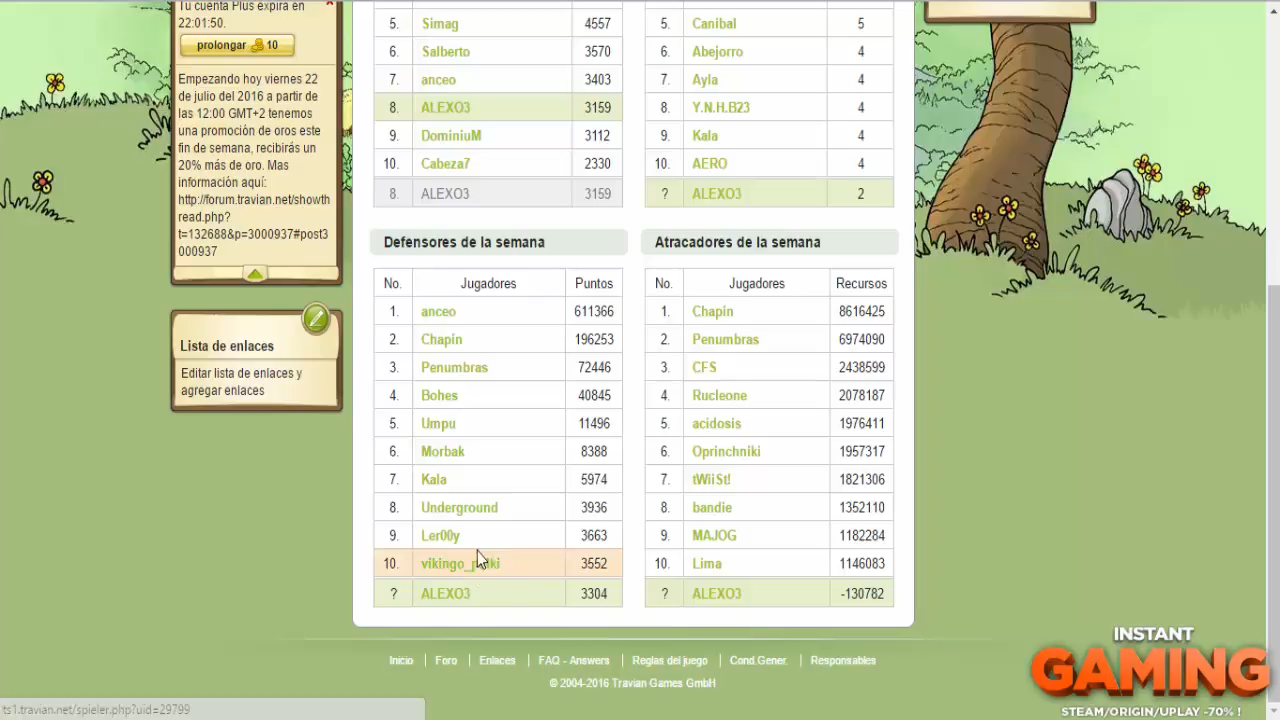 Tu cuenta Plus expira en
22:01:50.
prolongar 10
Empezando hoy viernes 22
de julio del 2016 a partir de
las 12:00 GMT+2 tenemos
una promoción de oros este
fin de semana, recibirás un
20% más de oro. Mas
información aquí:
http://forum.travian.net/showth
read.php?
t=132688&p=3000937#post3
000937
Lista de enlaces
Editar lista de enlaces y
agregar enlaces
5. Simag 4557
6. Salberto 3570
7. anceo 3403
8. ALEXO3 3159
9. DominiuM 3112
10. Cabeza7 2330
8. ALEXO3 3159
5. Canibal 5
6. Abejorro 4
7. Ayla 4
8. Y.N.H.B23 4
9. Kala 4
10. AERO 4
? ALEXO3 2
Defensores de la semana
No. Jugadores Puntos
1. anceo 611366
2. Chapin 196253
3. Penumbras 72446
4. Bohes 40845
5. Umpu 11496
6. Morbak 8388
7. Kala 5974
8. Underground 3936
9. Ler00y 3663
10. 3552
? ALEXO3 3304
Atracadores de la semana
No. Jugadores Recursos
1. Chapin 8616425
2. Penumbras 6974090
3. CFS 2438599
4. Rucleone 2078187
5. acidosis 1976411
6. Oprinchniki 1957317
7. tWiiSt! 1821306
8. bandie 1352110
9. MAJOG 1182284
10. Lima 1146083
? ALEXO3 -130782
Inicio Foro Enlaces FAQ - Answers Reglas del juego Cond.Gener. Responsables
© 2004-2016 Travian Games GmbH
ts1.travian.net/spieler.php?uid=29799
INSTANT
GAMING
STEAM/ORIGIN/UPLAY -70% !